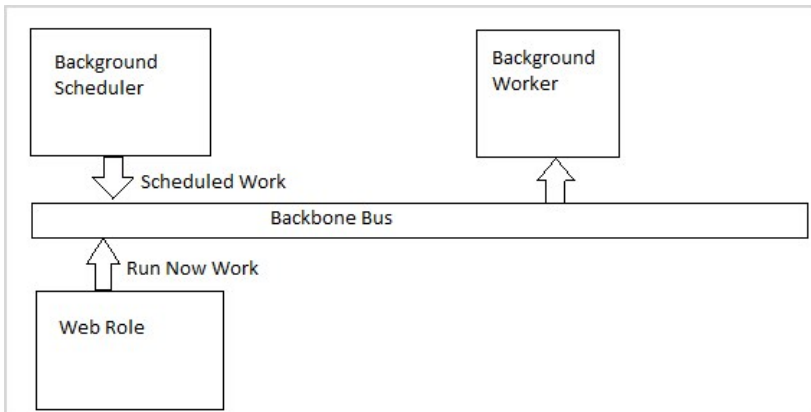 Background
Scheduler
Background
Worker
Scheduled Work
Backbone Bus
Run Now Work
Web Role